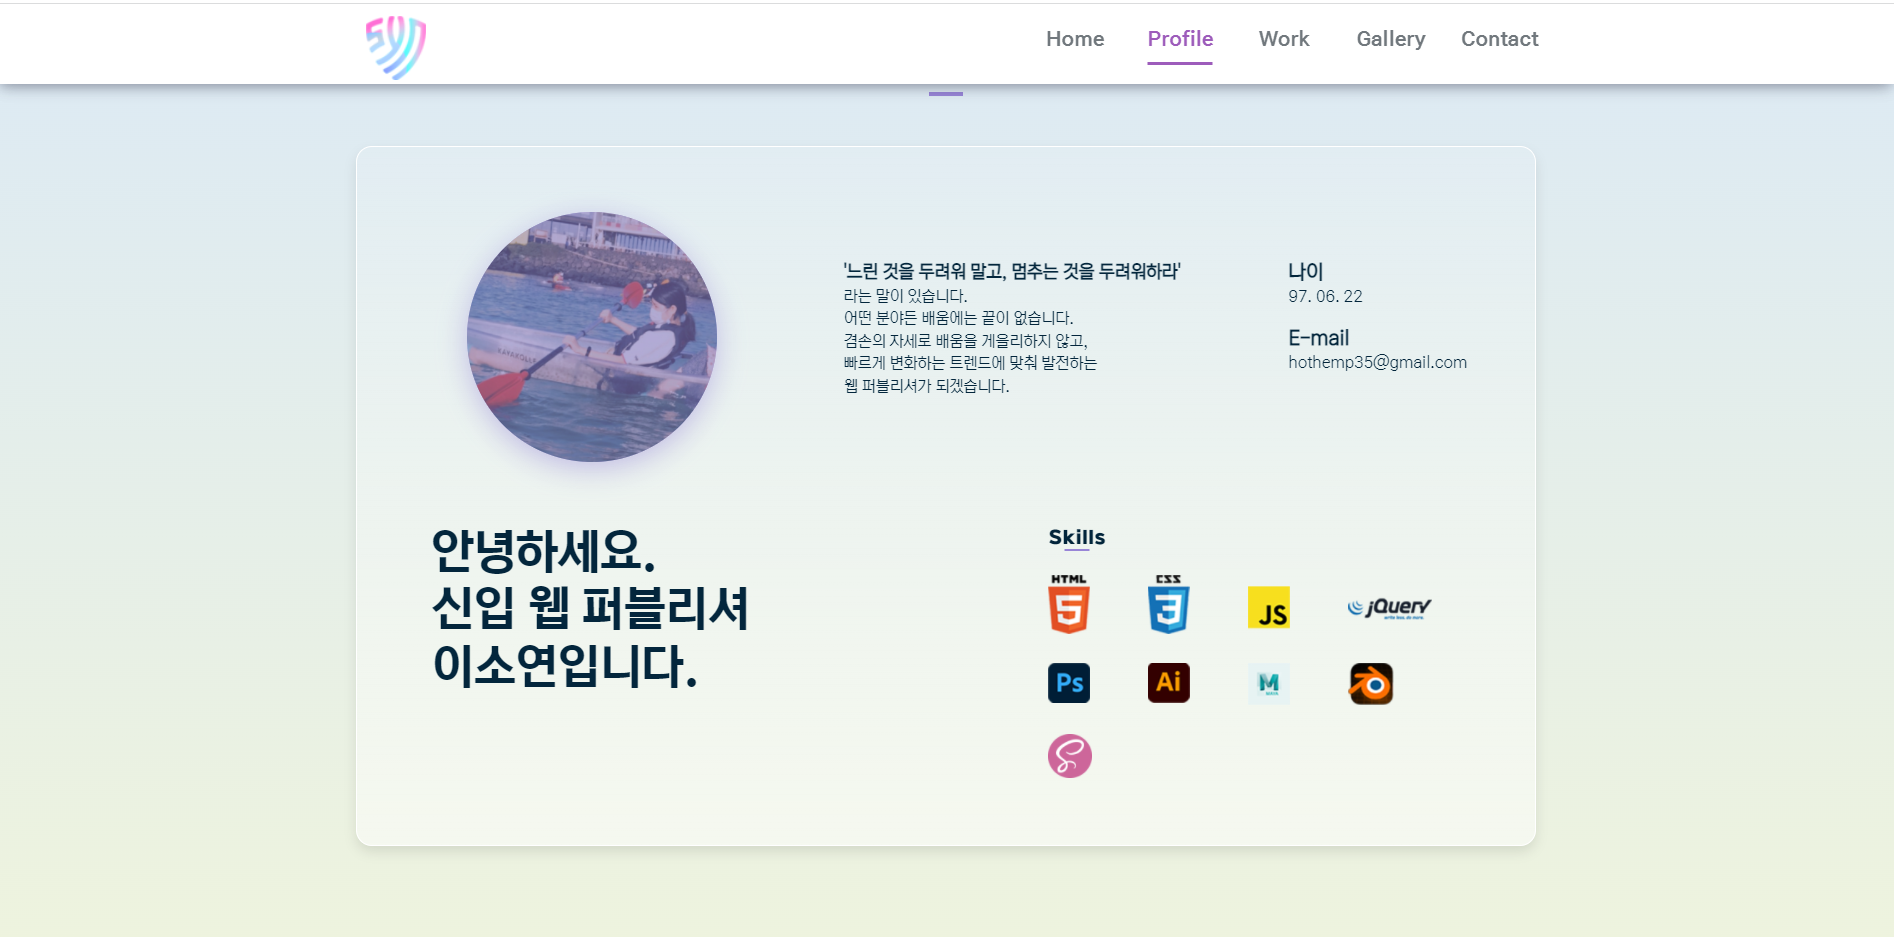 SYD
Home Profile Work Gallery Contact
'느린 것을 두려워 말고, 멈추는 것을 두려워하라'
라는 말이 있습니다.
어떤 분야든 배움에는 끝이 없습니다.
겸손의 자세로 배움을 게을리하지 않고,
빠르게 변화하는 트렌드에 맞춰 발전하는
웹 퍼블리셔가 되겠습니다.
나이
97. 06. 22
E-mail
hothemp35@gmail.com
안녕하세요.
신입 웹 퍼블리셔
이소연입니다.
Skills
HTML
5
CSS
3
JS
jQuery
write less, do more.
Ps
Ai
M